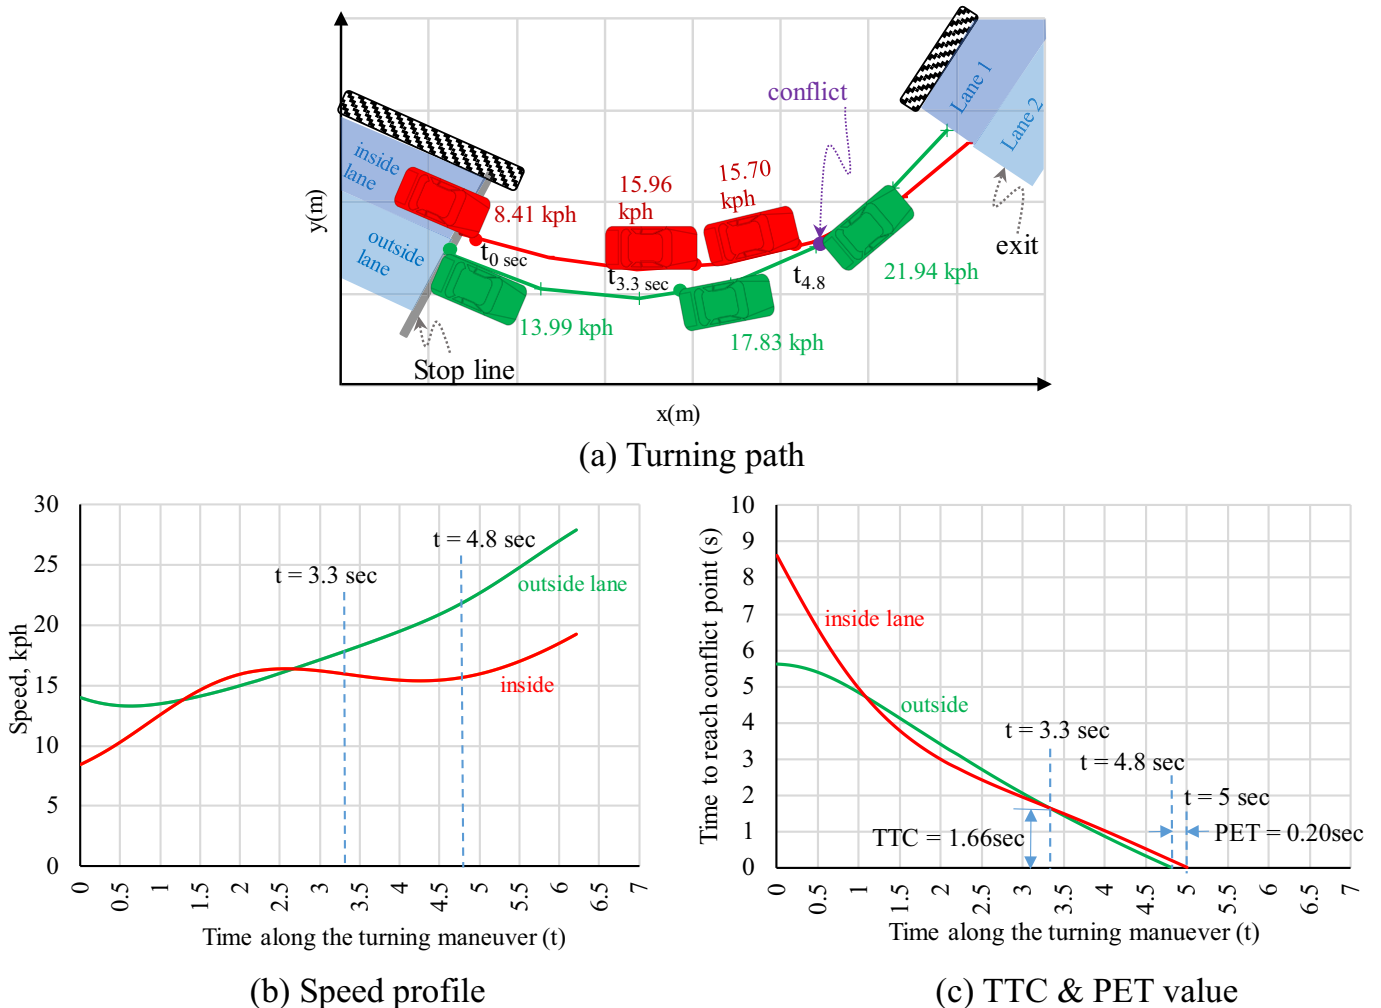 conflict
Lane 1
Lane 2
inside
lane
outside
lane
15.96
kph
15.70
kph
8.41 kph
t0 sec
t3.3 sec
t4.8
exit
21.94 kph
13.99 kph
17.83 kph
Stop line
y(m)
x(m)
(a) Turning path
30
25
20
15
10
5
0
Speed, kph
t = 3.3 sec
t = 4.8 sec
outside lane
inside
0
0.5
1
1.5
2
2.5
3
3.5
4
4.5
5
5.5
6
6.5
7
Time along the turning maneuver (t)
(b) Speed profile
10
9
8
7
6
5
4
3
2
1
0
Time to reach conflict point (s)
inside lane
outside
t = 3.3 sec
t = 4.8 sec
t = 5 sec
TTC = 1.66sec
PET = 0.20sec
0
0.5
1
1.5
2
2.5
3
3.5
4
4.5
5
5.5
6
6.5
7
Time along the turning manuever (t)
(c) TTC & PET value